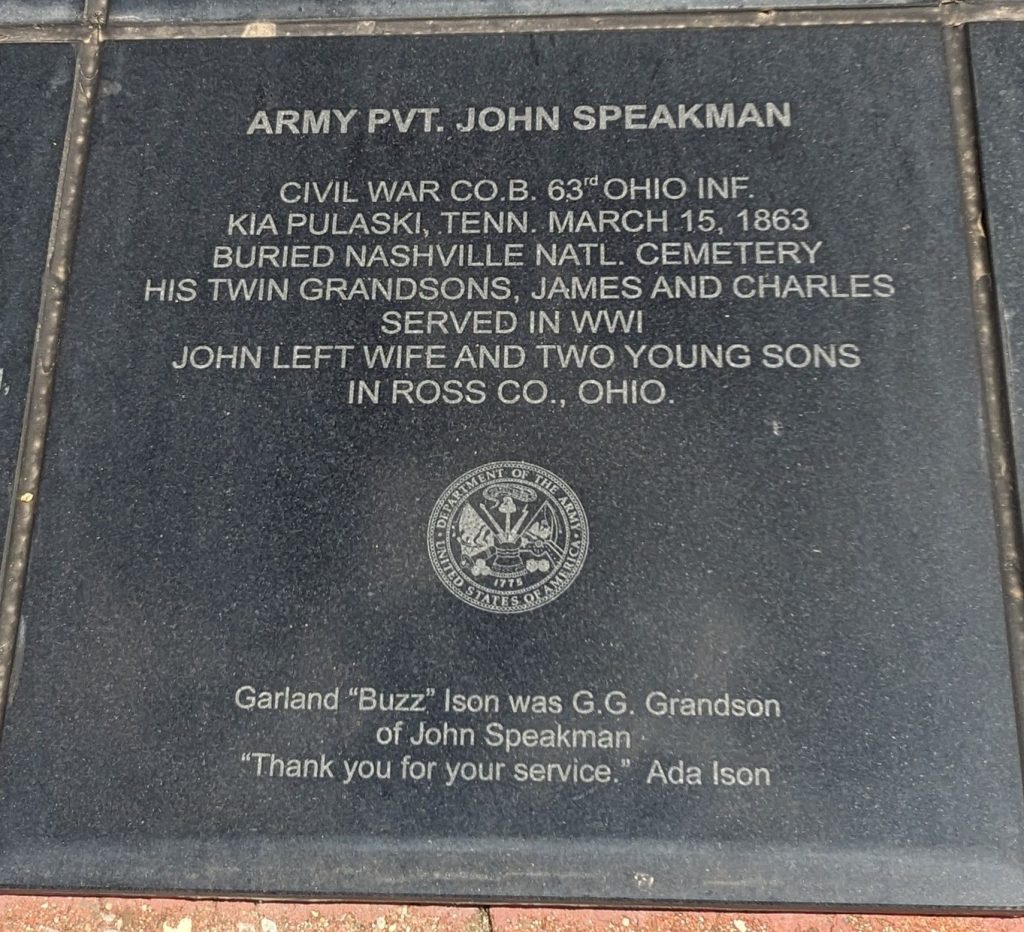 ARMY PVT. JOHN SPEAKMAN
CIVIL WAR CO.B. 63rd OHIO INF.
KIA PULASKI, TENN. MARCH 15, 1863
BURIED NASHVILLE NATL. CEMETERY
HIS TWIN GRANDSONS, JAMES AND CHARLES
SERVED IN WWI
JOHN LEFT WIFE AND TWO YOUNG SONS
IN ROSS CO., OHIO.
DEPARTMENT OF THE ARMY
UNITED STATES OF AMERICA
1775
Garland “Buzz” Ison was G.G. Grandson
of John Speakman
“Thank you for your service.” Ada Ison